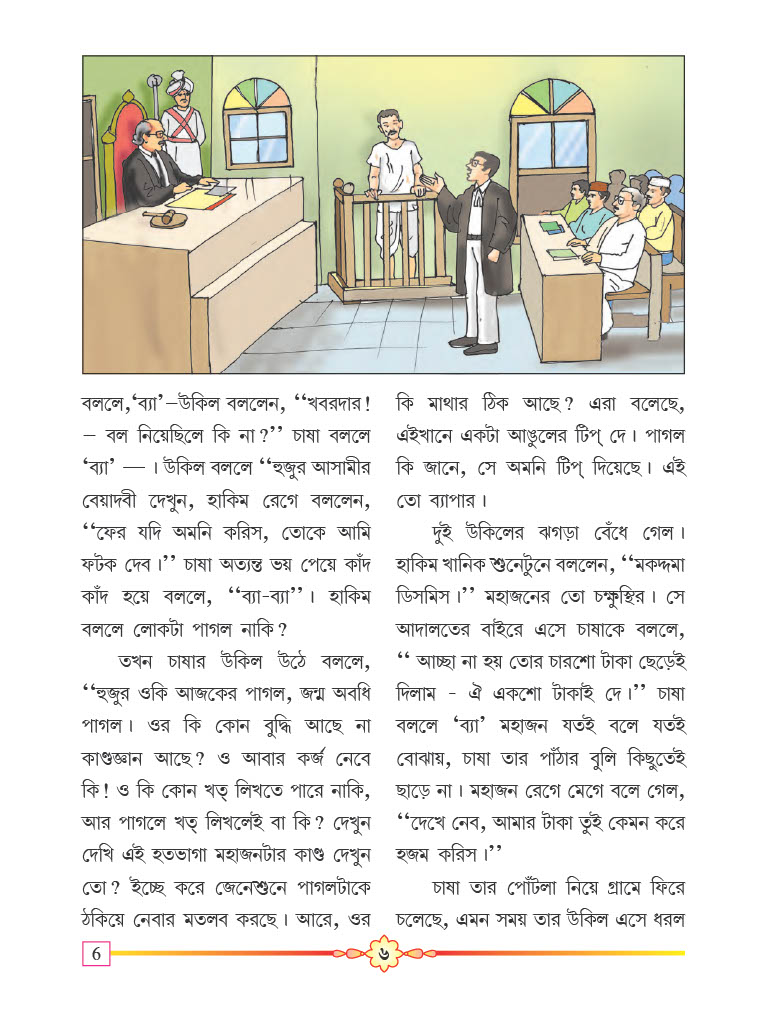 বললে,‘ব্যা’–উকিল বললেন, ‘‘খবরদার!
– বল নিয়েছিলে কি না?’’ চাষা বললে
‘ব্যা’ — । উকিল বললে ‘‘হুজুর আসামীর
বেয়াদবী দেখুন, হাকিম রেগে বললেন,
‘‘ফের যদি অমনি করিস, তোকে আমি
ফটক দেব।’’ চাষা অত্যন্ত ভয় পেয়ে কাঁদ
কাঁদ হয়ে বললে, ‘‘ব্যা-ব্যা’’। হাকিম
বললে লোকটা পাগল নাকি?
তখন চাষার উকিল উঠে বললে,
‘‘হুজুর ওকি আজকের পাগল, জন্ম অবধি
পাগল। ওর কি কোন বুদ্ধি আছে না
কাণ্ডজ্ঞান আছে? ও আবার কর্জ নেবে
কি! ও কি কোন খত্ লিখতে পারে নাকি,
আর পাগলে খত্ লিখলেই বা কি? দেখুন
দেখি এই হতভাগা মহাজনটার কাণ্ড দেখুন
তো? ইচ্ছে করে জেনেশুনে পাগলটাকে
ঠকিয়ে নেবার মতলব করছে। আরে, ওর
কি মাথার ঠিক আছে? এরা বলেছে,
এইখানে একটা আঙুলের টিপ্ দে। পাগল
কি জানে, সে অমনি টিপ্ দিয়েছে। এই
তো ব্যাপার।
দুই উকিলের ঝগড়া বেঁধে গেল।
হাকিম খানিক শুনেটুনে বললেন, ‘‘মকদ্দমা
ডিসমিস।’’ মহাজনের তো চক্ষুস্থির। সে
আদালতের বাইরে এসে চাষাকে বললে,
‘‘ আচ্ছা না হয় তোর চারশো টাকা ছেড়েই
দিলাম - ঐ একশো টাকাই দে।’’ চাষা
বললে ‘ব্যা’ মহাজন যতই বলে যতই
বোঝায়, চাষা তার পাঁঠার বুলি কিছুতেই
ছাড়ে না। মহাজন রেগে মেগে বলে গেল,
‘‘দেখে নেব, আমার টাকা তুই কেমন করে
হজম করিস।’’
চাষা তার পোঁটলা নিয়ে গ্রামে ফিরে
চলেছে, এমন সময় তার উকিল এসে ধরল
6
৬